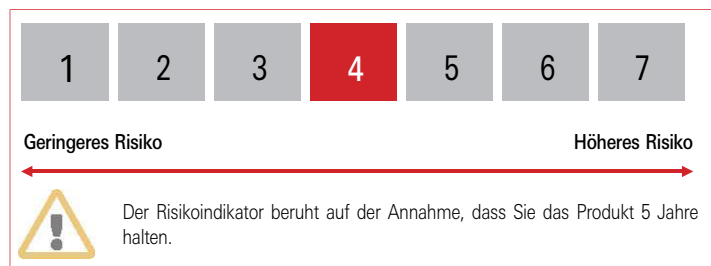 1 2 3 4 5 6 7
Geringeres Risiko Höheres Risiko
Der Risikoindikator beruht auf der Annahme, dass Sie das Produkt 5 Jahre
halten.